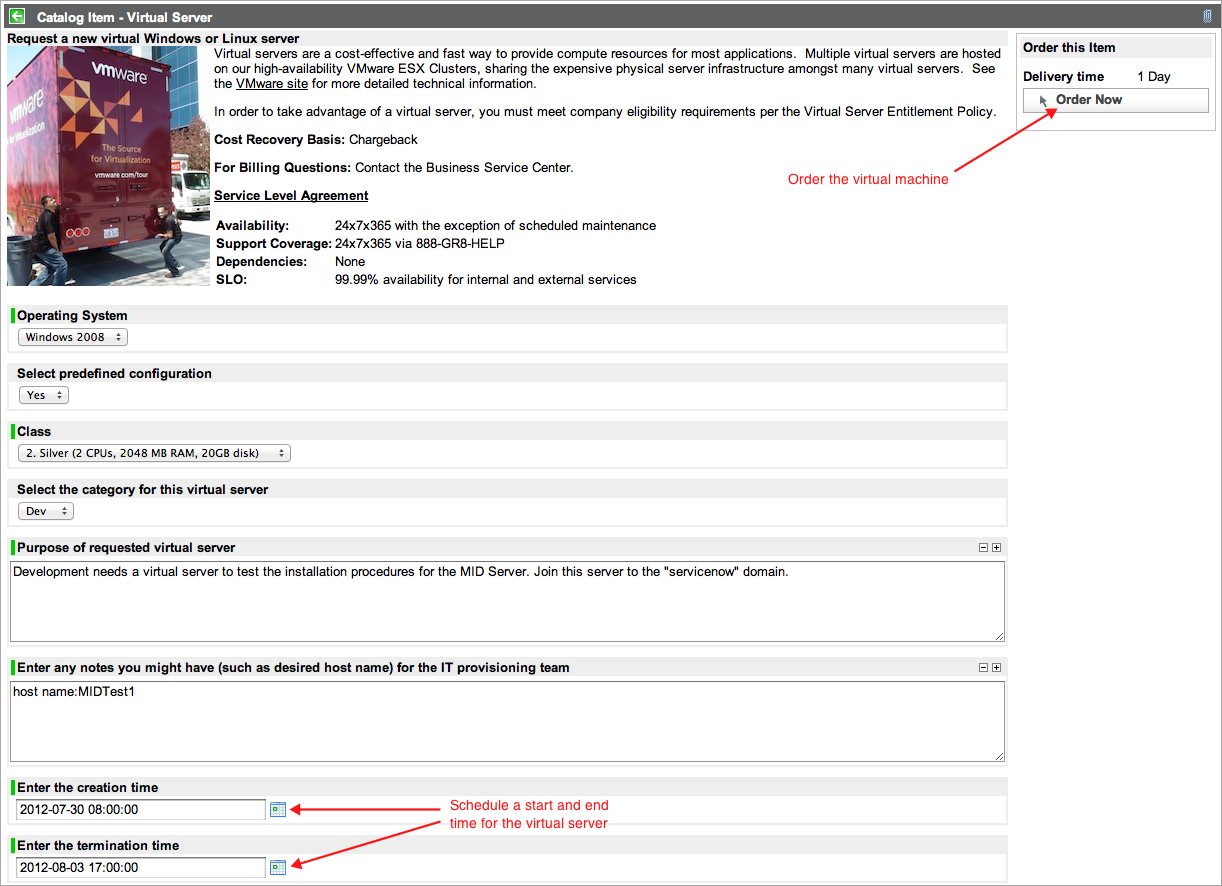 Catalog Item - Virtual Server
Request a new virtual Windows or Linux server
vmware
vmware
The Source
for Virtualization
vmware.com/tour
Virtual servers are a cost-effective and fast way to provide compute resources for most applications. Multiple virtual servers are hosted
on our high-availability VMware ESX Clusters, sharing the expensive physical server infrastructure amongst many virtual servers. See
the VMware site for more detailed technical information.
In order to take advantage of a virtual server, you must meet company eligibility requirements per the Virtual Server Entitlement Policy.
Cost Recovery Basis: Chargeback
For Billing Questions: Contact the Business Service Center.
Service Level Agreement
Availability: 24x7x365 with the exception of scheduled maintenance
Support Coverage: 24x7x365 via 888-GR8-HELP
Dependencies: None
SLO: 99.99% availability for internal and external services
Order this Item
Delivery time 1 Day
Order Now
Order the virtual machine
Operating System
Windows 2008
Select predefined configuration
Yes
Class
2. Silver (2 CPUs, 2048 MB RAM, 20GB disk)
Select the category for this virtual server
Dev
Purpose of requested virtual server
Development needs a virtual server to test the installation procedures for the MID Server. Join this server to the "servicenow" domain.
Enter any notes you might have (such as desired host name) for the IT provisioning team
host name:MIDTest1
Enter the creation time
2012-07-30 08:00:00
Schedule a start and end
time for the virtual server
Enter the termination time
2012-08-03 17:00:00